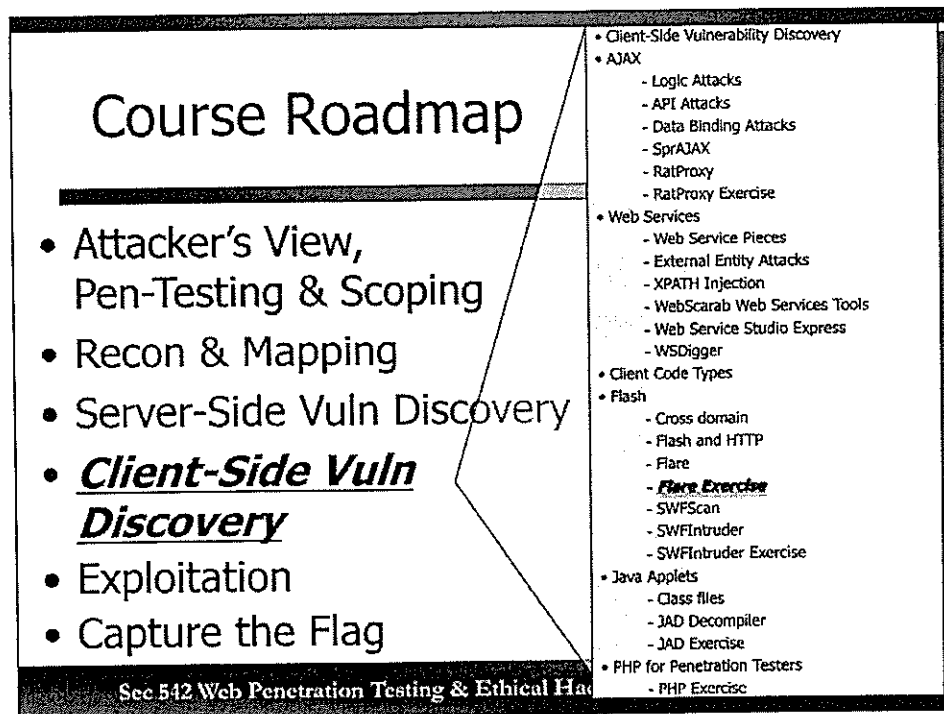 Course Roadmap
• Attacker's View,
Pen-Testing & Scoping
• Recon & Mapping
• Server-Side Vuln Discovery
• Client-Side Vuln
Discovery
• Exploitation
• Capture the Flag
Sec 542 Web Penetration Testing & Ethical
• Client-Side Vulnerability Discovery
• AJAX
- Logic Attacks
- API Attacks
- Data Binding Attacks
- SprAJAX
- RatProxy
- RatProxy Exercise
• Web Services
- Web Service Pieces
- External Entity Attacks
- XPATH Injection
- WebScarab Web Services Tools
- Web Service Studio Express
- WSDigger
• Client Code Types
• Flash
- Cross domain
- Flash and HTTP
- Flare
- Flare Exercise
- SWFScan
- SWFIntruder
- SWFIntruder Exercise
• Java Applets
- Class files
- JAD Decompiler
- JAD Exercise
• PHP for Penetration Testers
- PHP Exercise